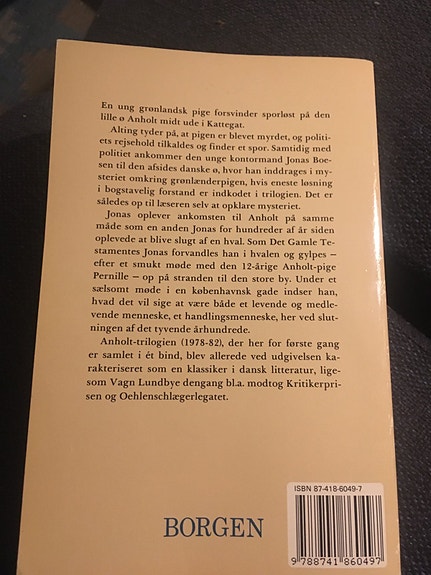 En ung grønlandsk pige forsvinder sporløst på den
lille ø Anholt midt ude i Kattegat.
Alting tyder på, at pigen er blevet myrdet, og politi-
ets rejsehold tilkaldes og finder et spor. Samtidig med
politiet ankommer den unge kontormand Jonas Boe-
sen til den afsides danske ø, hvor han inddrages i my-
steriet omkring grønlænderpigen, hvis eneste løsning
i bogstavelig forstand er indkodet i trilogien. Det er
således op til læseren selv at opklare mysteriet.
Jonas oplever ankomsten til Anholt på samme
måde som en anden Jonas for hundreder af år siden
oplevede at blive slugt af en hval. Som Det Gamle Te-
stamentes Jonas forvandles han i hvalen og gylpes –
efter et smukt møde med den 12-årige Anholt-pige
Pernille – op på stranden til den store by. Under et
sælsomt møde i en københavnsk gade indser han,
hvad det vil sige at være både et levende og medle-
vende menneske, et handlingsmenneske, her ved slut-
ningen af det tyvende århundrede.
Anholt-trilogien (1978-82), der her for første gang
er samlet i ét bind, blev allerede ved udgivelsen ka-
rakteriseret som en klassiker i dansk litteratur, lige-
som Vagn Lundbye dengang bl.a. modtog Kritikerpri-
sen og Oehlenschlægerlegatet.
ISBN 87-418-6049-7
BORGEN
9 788741 860497